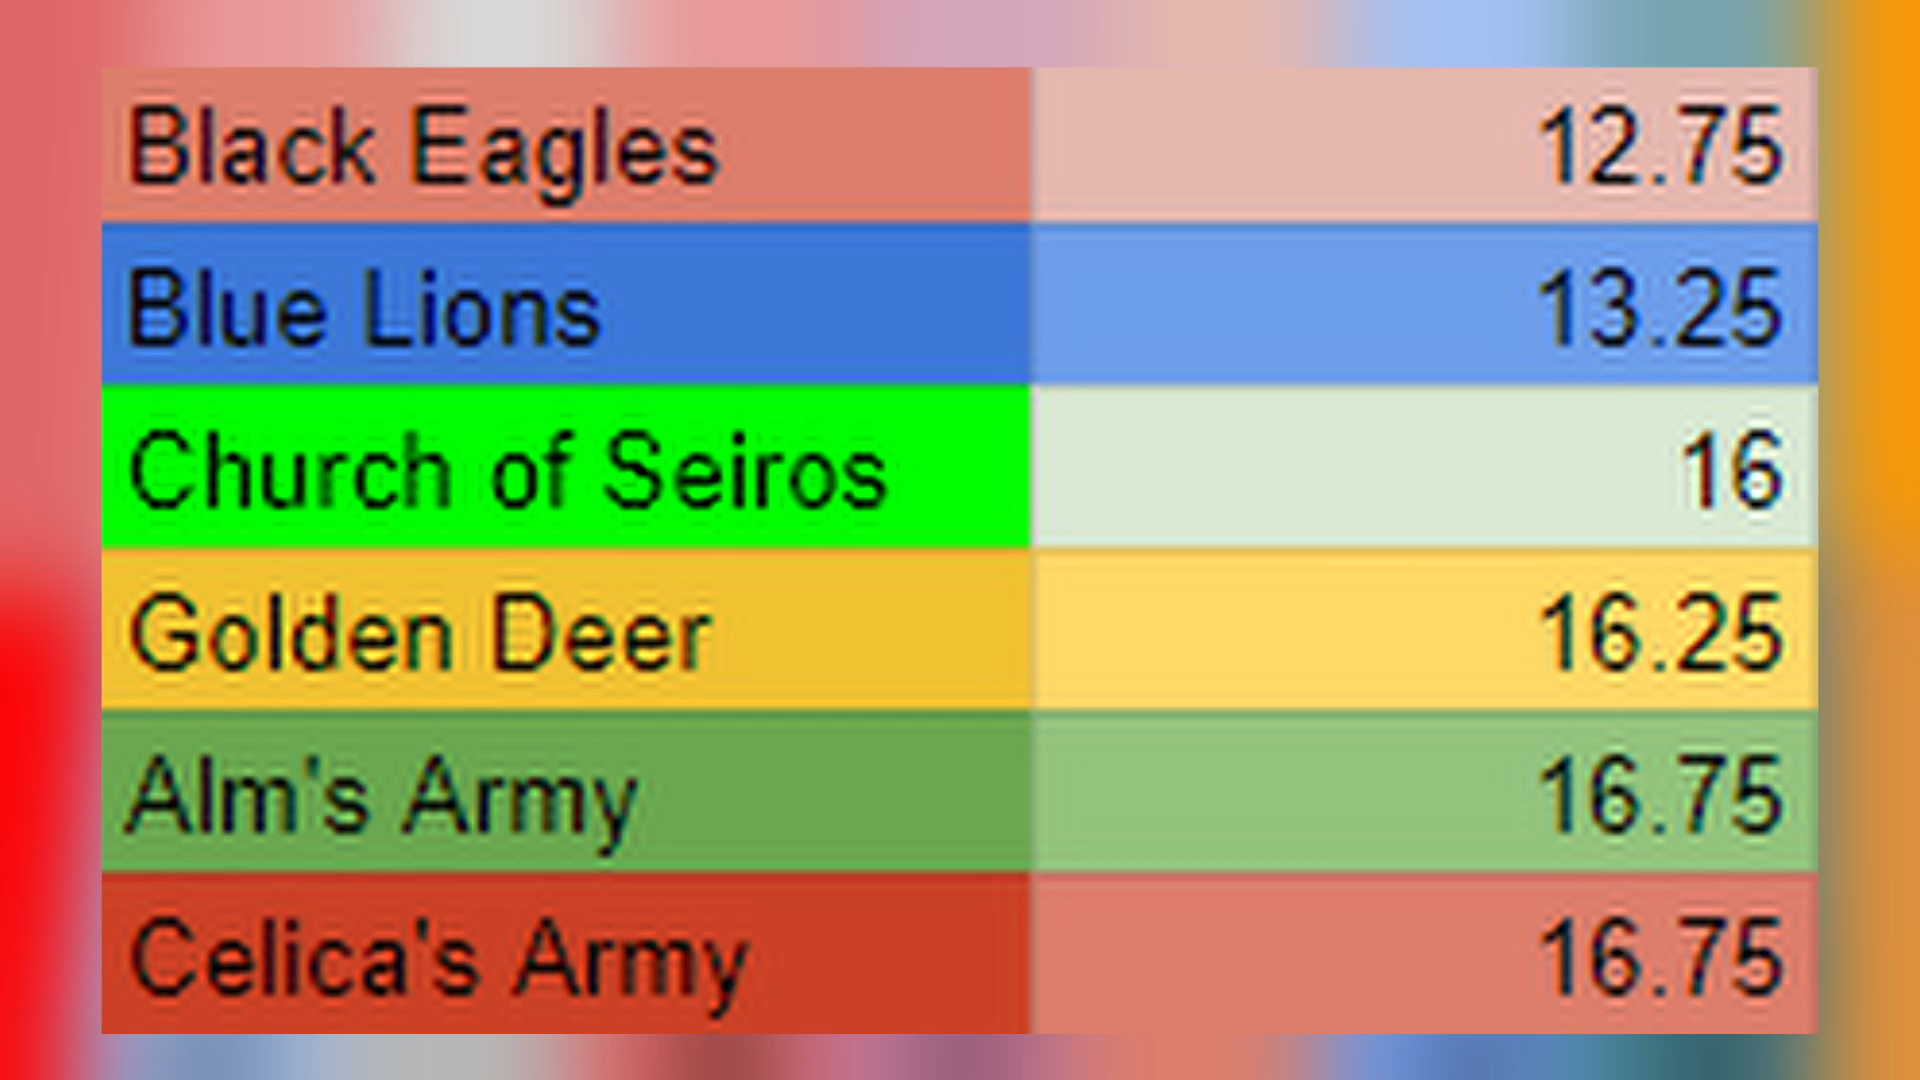 Black Eagles 12.75
Blue Lions 13.25
Church of Seiros 16
Golden Deer 16.25
Alm's Army 16.75
Celica's Army 16.75